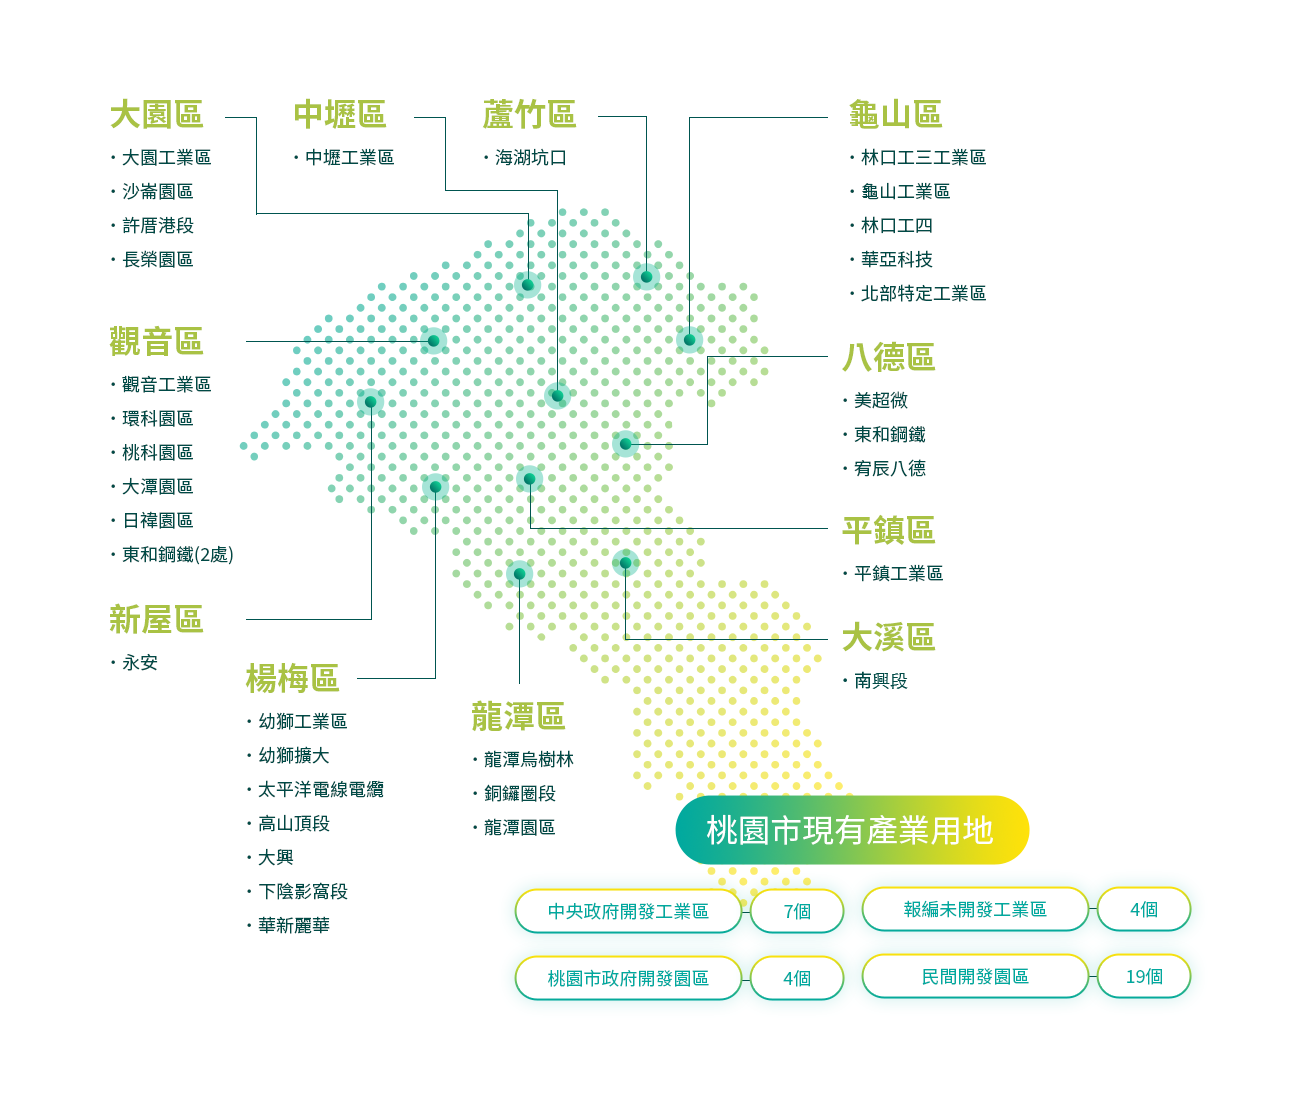 大園區
・大園工業區
・沙崙園區
・許厝港段
・長榮園區
中壢區
・中壢工業區
蘆竹區
・海湖坑口
龜山區
・林口工三工業區
・龜山工業區
・林口工四
・華亞科技
・北部特定工業區
觀音區
・觀音工業區
・環科園區
・桃科園區
・大潭園區
・日禕園區
・東和鋼鐵(2處)
八德區
・美超微
・東和鋼鐵
・宥辰八德
平鎮區
・平鎮工業區
新屋區
・永安
大溪區
・南興段
楊梅區
・幼獅工業區
・幼獅擴大
・太平洋電線電纜
・高山頂段
・大興
・下陰影窩段
・華新麗華
龍潭區
・龍潭烏樹林
・銅鑼圈段
・龍潭園區
桃園市現有產業用地
中央政府開發工業區 7個
報編未開發工業區 4個
桃園市政府開發園區 4個
民間開發園區 19個